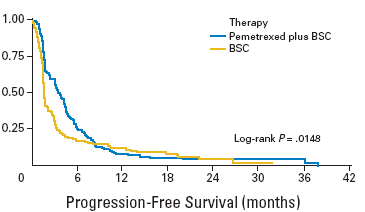 1.00
Therapy
Pemetrexed plus BSC
BSC
0.75
0.50
0.25
Log-rank P = .0148
0 6 12 18 24 30 36 42
Progression-Free Survival (months)